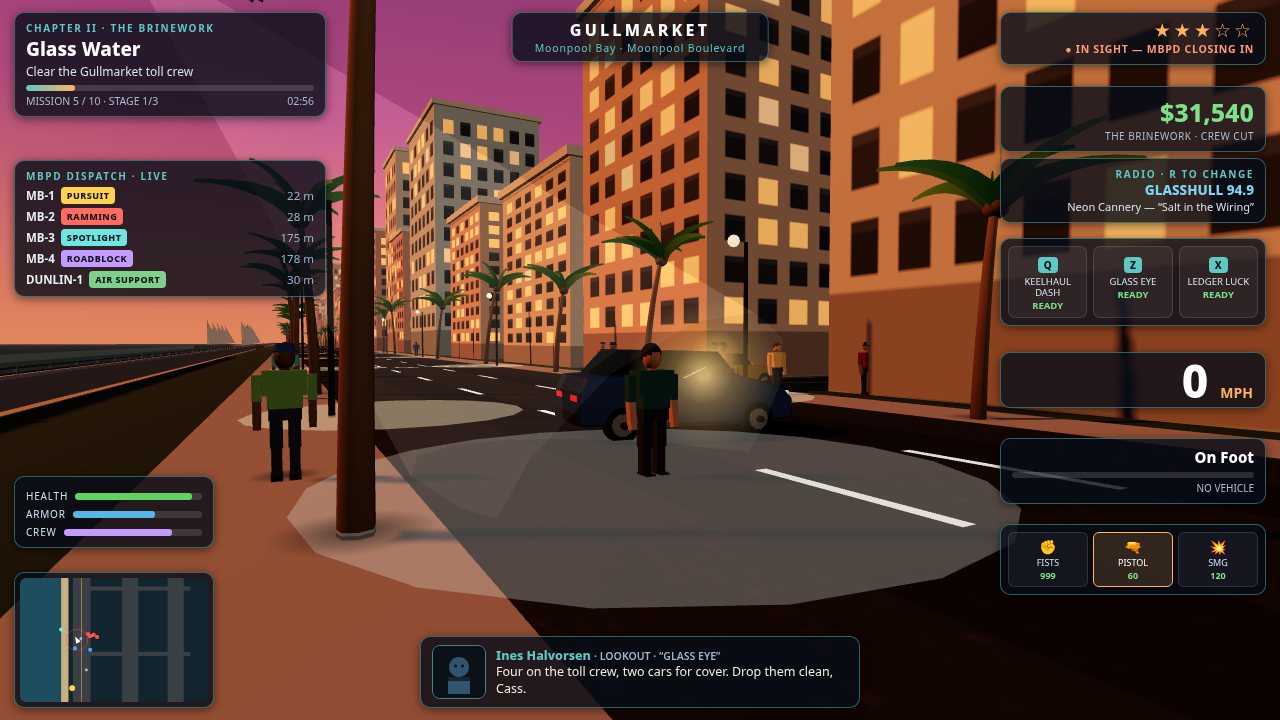 CHAPTER II · THE BRINEWORK
Glass Water
Clear the Gullmarket toll crew
MISSION 5 / 10 · STAGE 1/3 02:56
MBPD DISPATCH · LIVE
MB-1 PURSUIT 22 m
MB-2 RAMMING 28 m
MB-3 SPOTLIGHT 175 m
MB-4 ROADBLOCK 178 m
DUNLIN-1 AIR SUPPORT 30 m
GULLMARKET
Moonpool Bay · Moonpool Boulevard
★★★☆☆
● IN SIGHT — MBPD CLOSING IN
$31,540
THE BRINEWORK · CREW CUT
RADIO · R TO CHANGE
GLASSHULL 94.9
Neon Cannery — “Salt in the Wiring”
Q
KEELHAUL
DASH
READY
Z
GLASS EYE
READY
X
LEDGER LUCK
READY
0 MPH
On Foot
NO VEHICLE
FISTS
999
PISTOL
60
SMG
120
HEALTH
ARMOR
CREW
Ines Halvorsen · LOOKOUT · “GLASS EYE”
Four on the toll crew, two cars for cover. Drop them clean,
Cass.